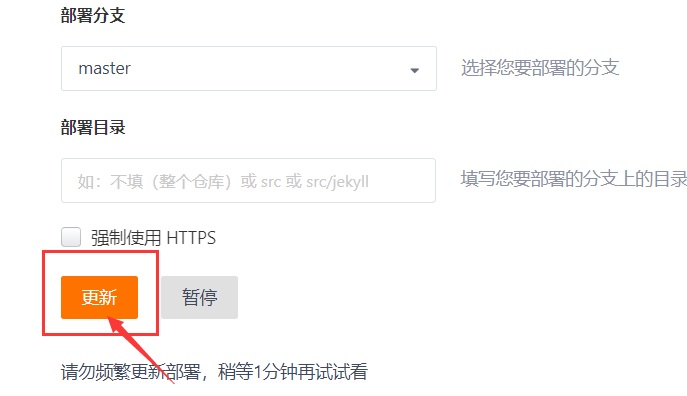 部署分支
master
选择您要部署的分支
部署目录
如：不填（整个仓库）或 src 或 src/jekyll
填写您要部署的分支上的目录
强制使用 HTTPS
更新
暂停
请勿频繁更新部署，稍等1分钟再试试看